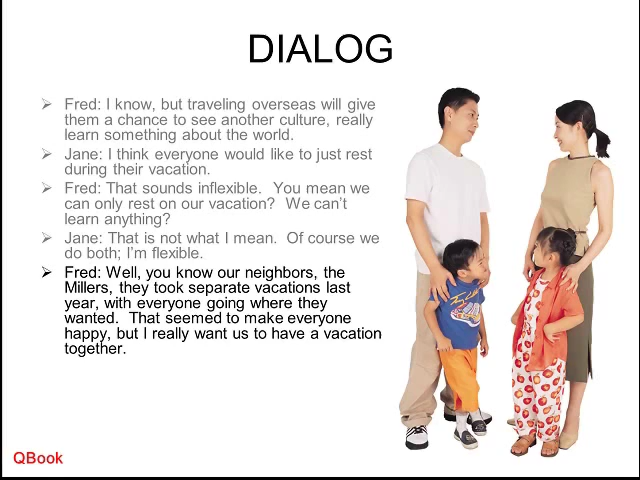 DIALOG
Fred: I know, but traveling overseas will give
them a chance to see another culture, really
learn something about the world.
Jane: I think everyone would like to just rest
during their vacation.
Fred: That sounds inflexible.  You mean we
can only rest on our vacation?  We can't
learn anything?
Jane: That is not what I mean.  Of course we
do both; I'm flexible.
Fred: Well, you know our neighbors, the
Millers, they took separate vacations last
year, with everyone going where they
wanted.  That seemed to make everyone
happy, but I really want us to have a vacation
together.
QBook